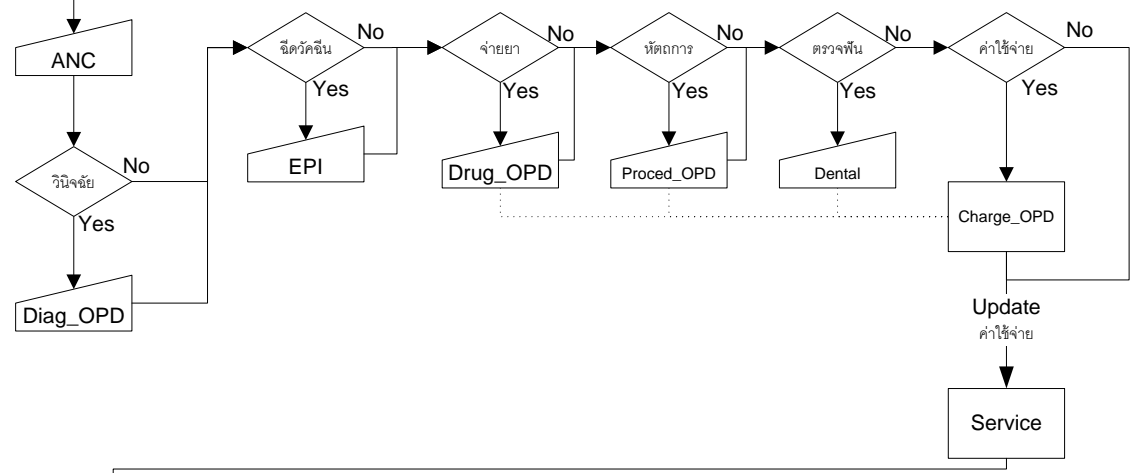 ANC
วินิจฉัย
No
Yes
Diag_OPD
ฉีดวัคฉีน
No
Yes
EPI
จ่ายยา
No
Yes
Drug_OPD
หัตถการ
No
Yes
Proced_OPD
ตรวจฟัน
No
Yes
Dental
ค่าใช้จ่าย
No
Yes
Charge_OPD
Update
ค่าใช้จ่าย
Service